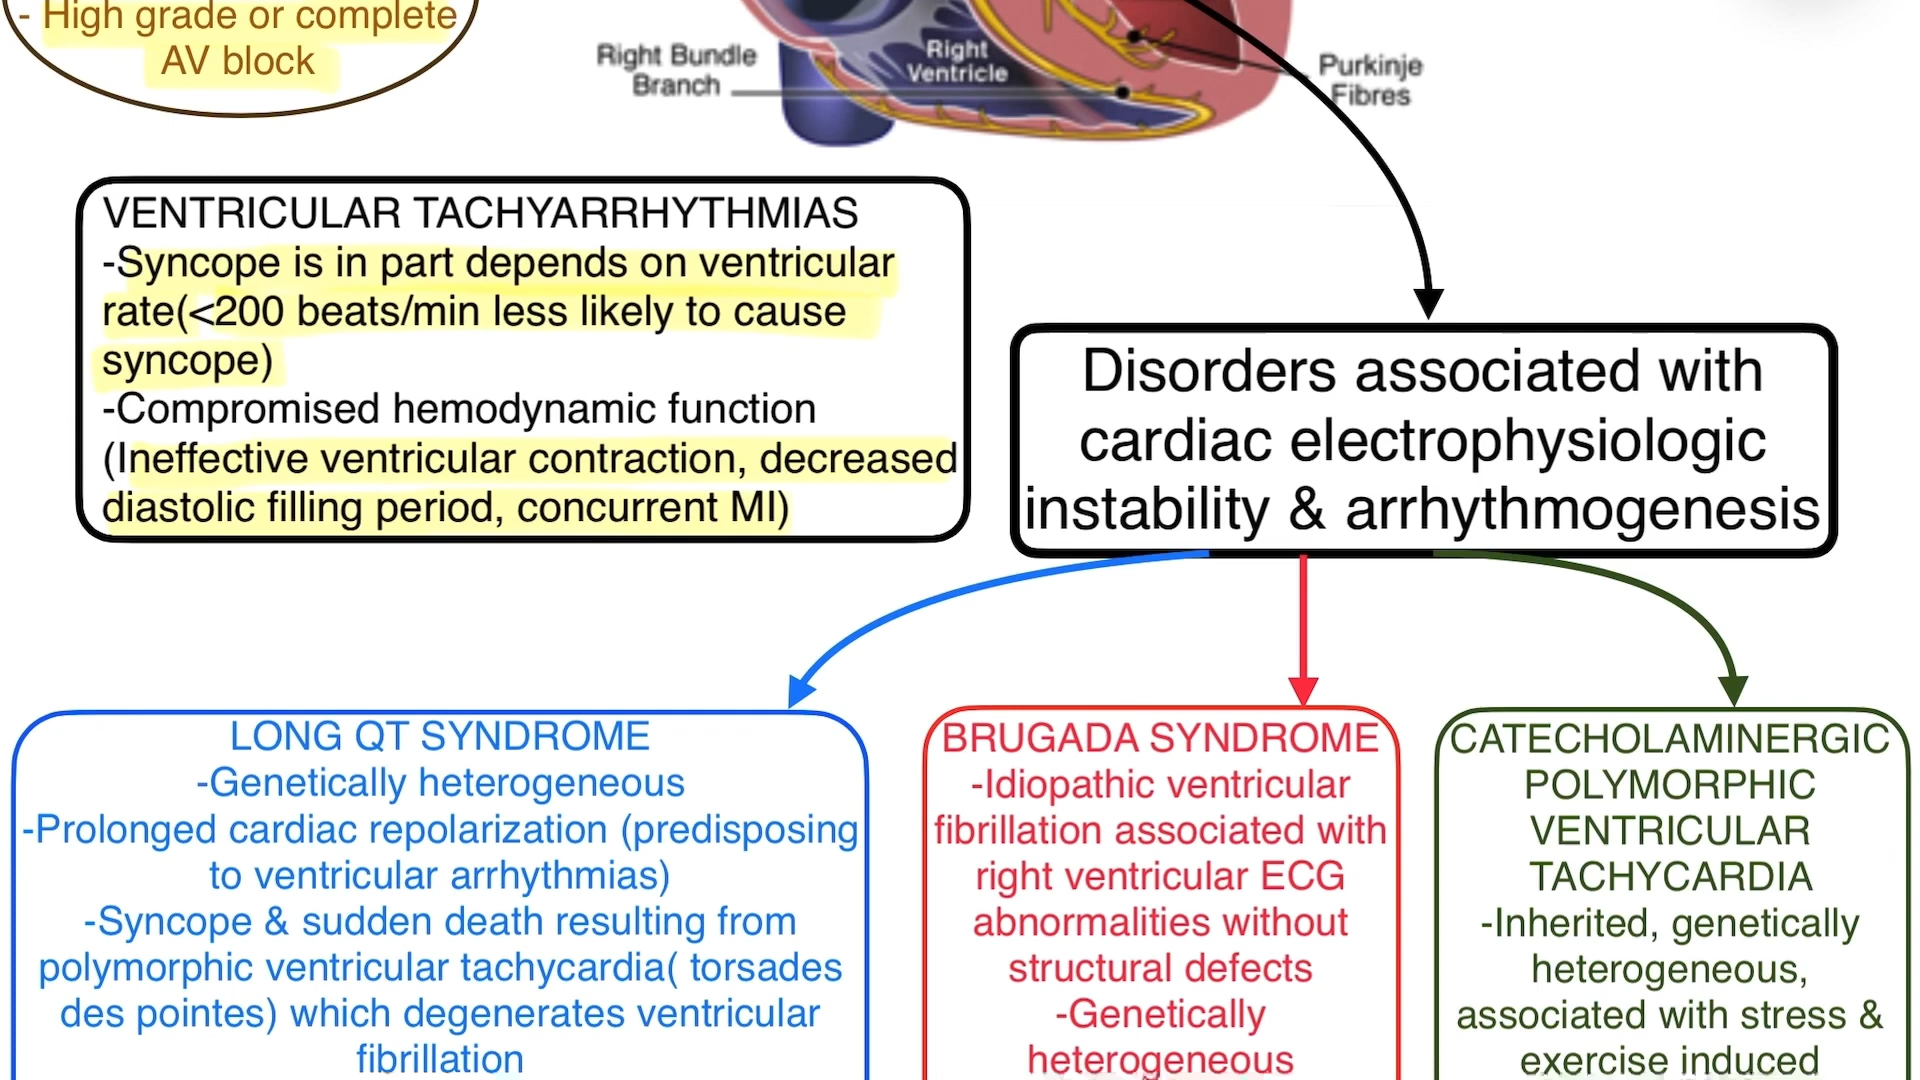 - High grade or complete
AV block
Right Bundle
Branch
Right
Ventricle
Purkinje
Fibres
VENTRICULAR TACHYARRHYTHMIAS
-Syncope is in part depends on ventricular
rate(<200 beats/min less likely to cause
syncope)
-Compromised hemodynamic function
(Ineffective ventricular contraction, decreased
diastolic filling period, concurrent MI)
Disorders associated with
cardiac electrophysiologic
instability & arrhythmogenesis
LONG QT SYNDROME
-Genetically heterogeneous
-Prolonged cardiac repolarization (predisposing
to ventricular arrhythmias)
-Syncope & sudden death resulting from
polymorphic ventricular tachycardia( torsades
des pointes) which degenerates ventricular
fibrillation
BRUGADA SYNDROME
-Idiopathic ventricular
fibrillation associated with
right ventricular ECG
abnormalities without
structural defects
-Genetically
heterogeneous
CATECHOLAMINERGIC
POLYMORPHIC
VENTRICULAR
TACHYCARDIA
-Inherited, genetically
heterogeneous,
associated with stress &
exercise induced